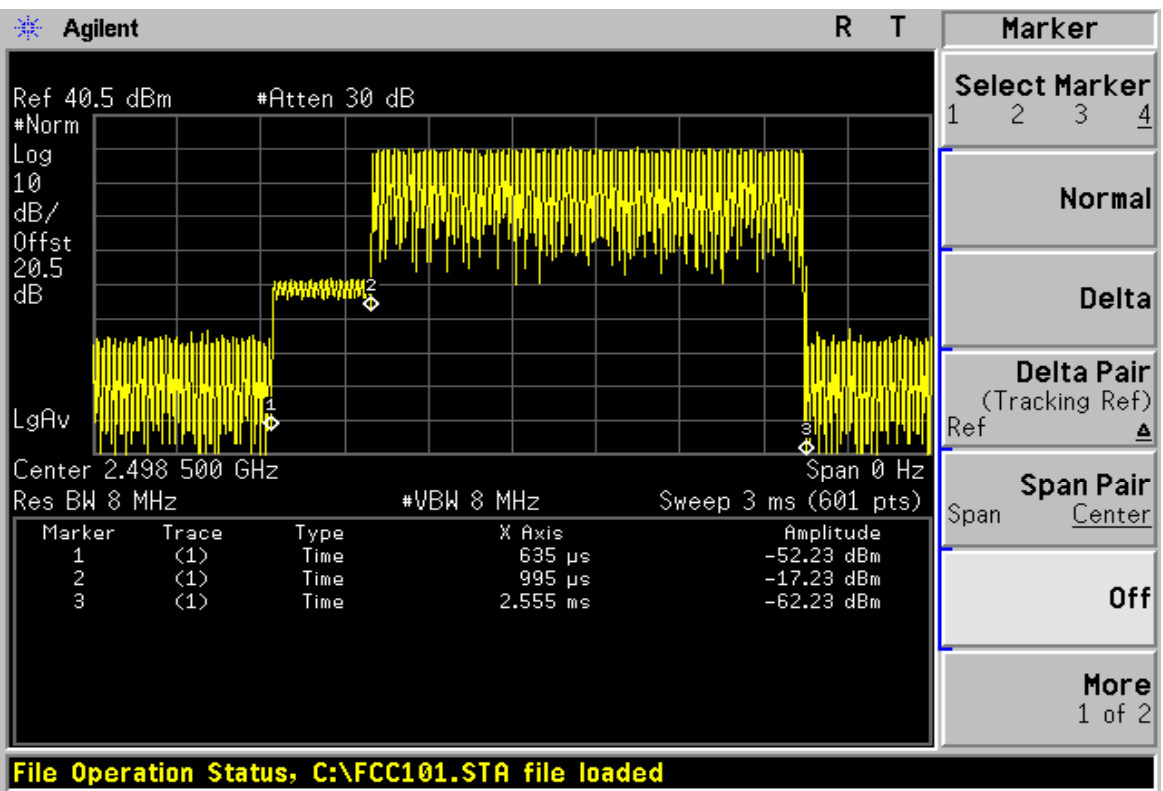 Agilent R T
Ref 40.5 dBm #Atten 30 dB
#Norm
Log
10
dB/
Offst
20.5
dB
LgAv
1
2
3
Center 2.498 500 GHz Span 0 Hz
Res BW 8 MHz #VBW 8 MHz Sweep 3 ms (601 pts)
Marker Trace Type X Axis Amplitude
1 (1) Time 635 µs -52.23 dBm
2 (1) Time 995 µs -17.23 dBm
3 (1) Time 2.555 ms -62.23 dBm
Marker
Select Marker
1 2 3 4
Normal
Delta
Delta Pair
(Tracking Ref)
Ref Δ
Span Pair
Span Center
Off
More
1 of 2
File Operation Status, C:\FCC101.STA file loaded